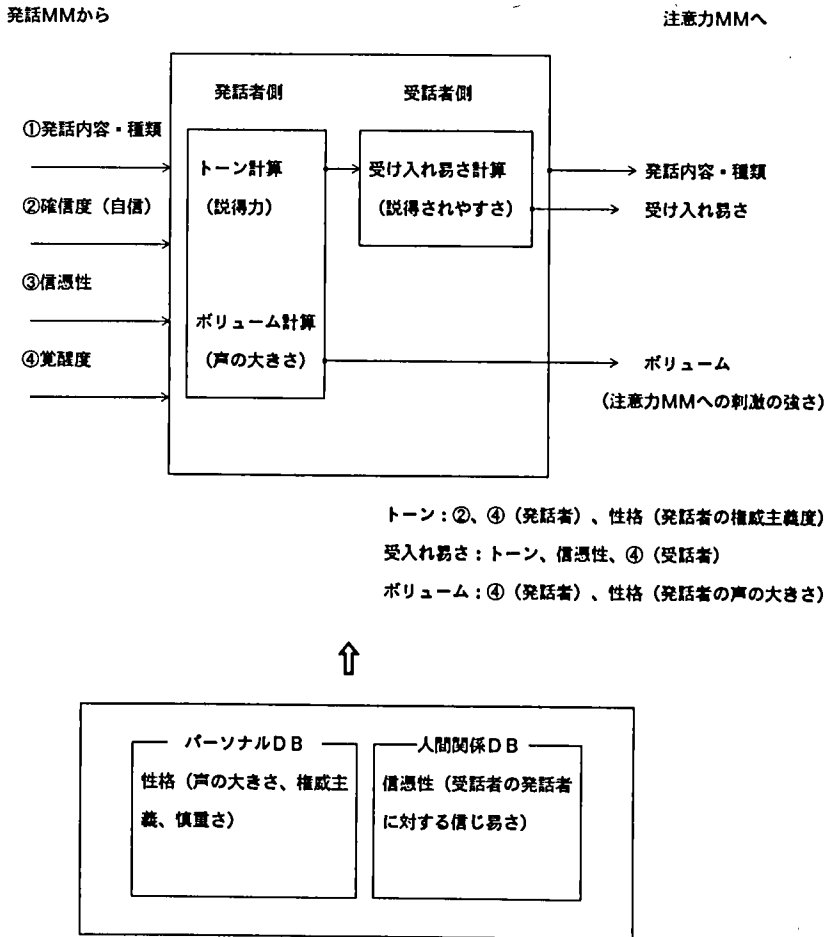 発話MMから
注意力MMへ
発話者側
受話者側
①発話内容・種類
トーン計算
(説得力)
受け入れ易さ計算
(説得されやすさ)
発話内容・種類
受け入れ易さ
②確信度（自信）
③信憑性
④覚醒度
ボリューム計算
(声の大きさ)
ボリューム
(注意力MMへの刺激の強さ)
トーン：②、④（発話者）、性格（発話者の権威主義度）
受入れ易さ：トーン、信憑性、④（受話者）
ボリューム：④（発話者）、性格（発話者の声の大きさ）
パーソナルＤＢ
性格（声の大きさ、権威主
義、慎重さ）
人間関係ＤＢ
信憑性（受話者の発話者
に対する信じ易さ）